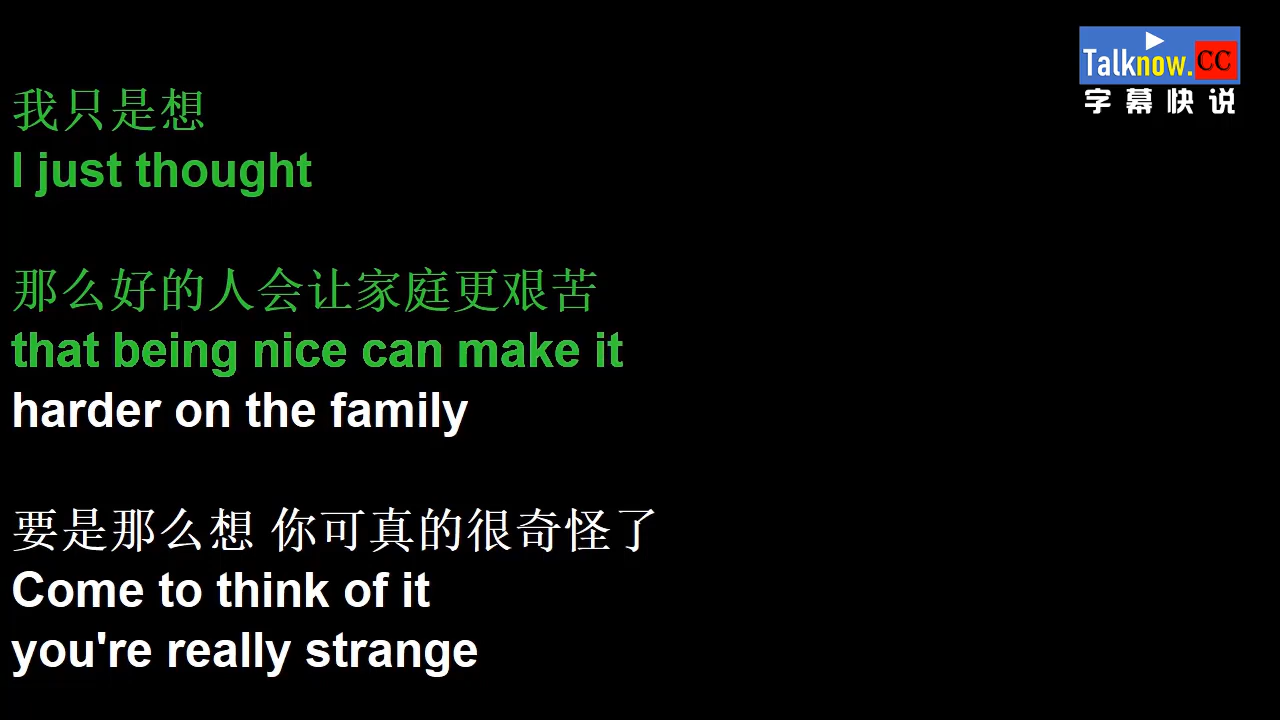 Talknow.CC
字幕快说
我只是想
I just thought
那么好的人会让家庭更艰苦
that being nice can make it
harder on the family
要是那么想 你可真的很奇怪了
Come to think of it
you're really strange